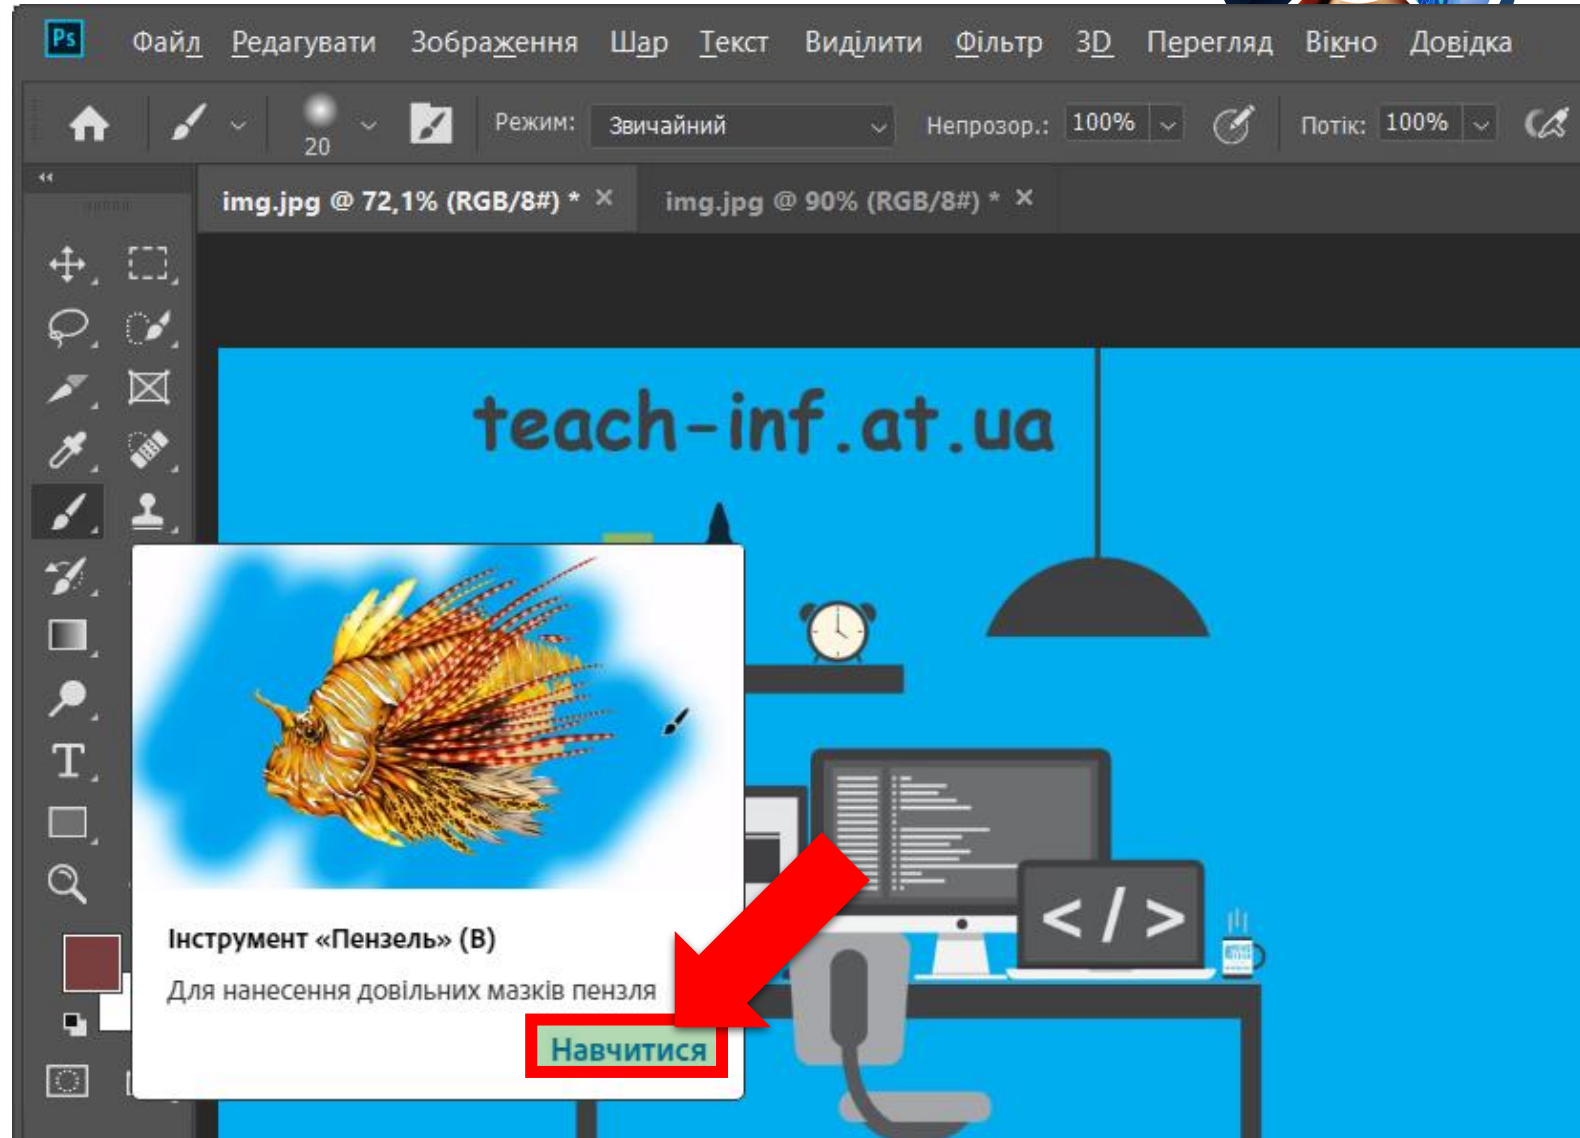 Ps Файл Редагувати Зображення Шар Текст Виділити Фільтр 3D Перегляд Вікно Довідка
20 Режим: Звичайний Непрозор.: 100% Потік: 100%
img.jpg @ 72,1% (RGB/8#) * × img.jpg @ 90% (RGB/8#) * ×
teach-inf.at.ua
T
</>
Інструмент «Пензель» (B)
Для нанесення довільних мазків пензля
Навчитися